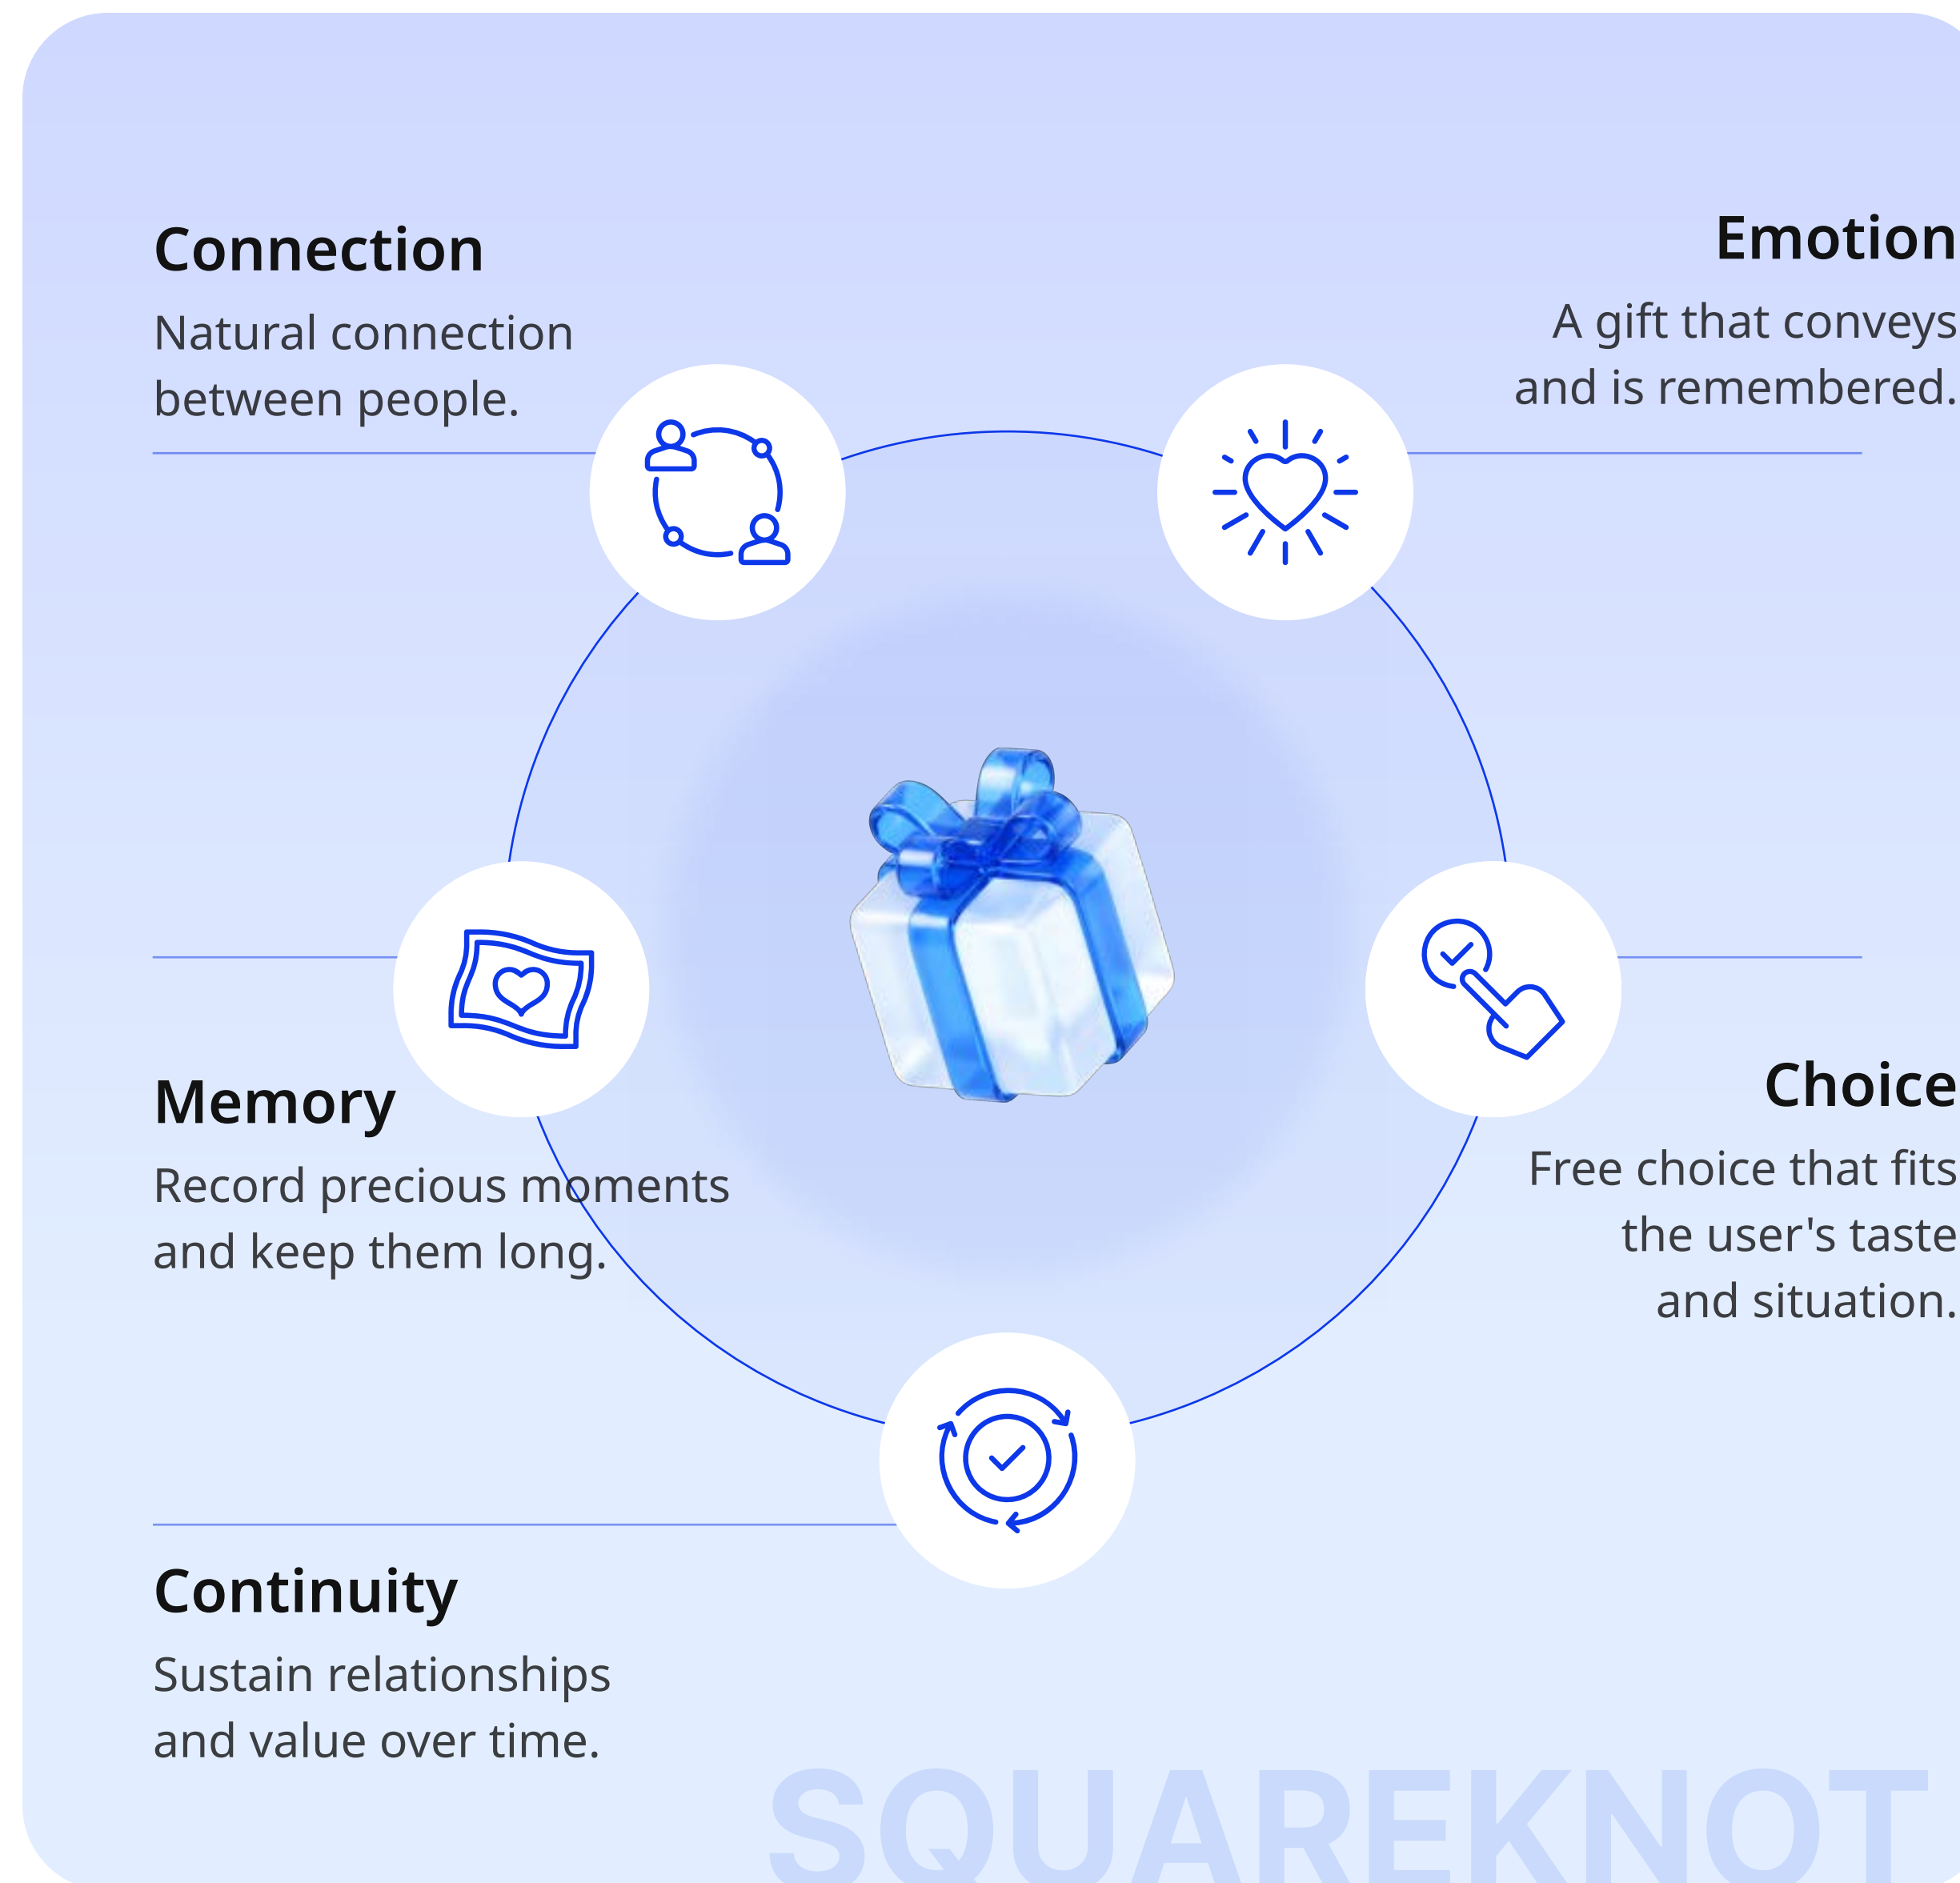 Connection
Natural connection
between people.
Emotion
A gift that conveys
and is remembered.
Memory
Record precious moments
and keep them long.
Choice
Free choice that fits
the user's taste
and situation.
Continuity
Sustain relationships
and value over time.
SQUAREKNOT